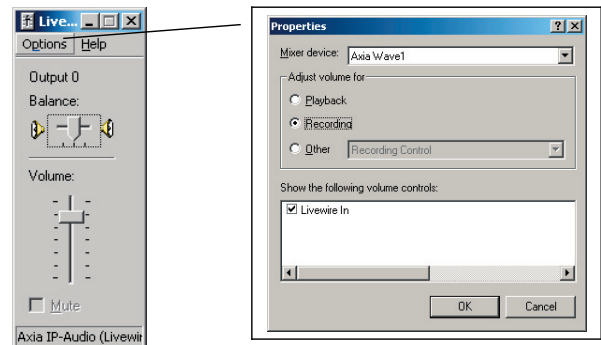 Live...
Options Help
Output 0
Balance:
Volume:
Mute
Axia IP-Audio (Livewir
Properties
Mixer device: Axia Wave1
Adjust volume for
Playback
Recording
Other Recording Control
Show the following volume controls:
Livewire In
OK Cancel